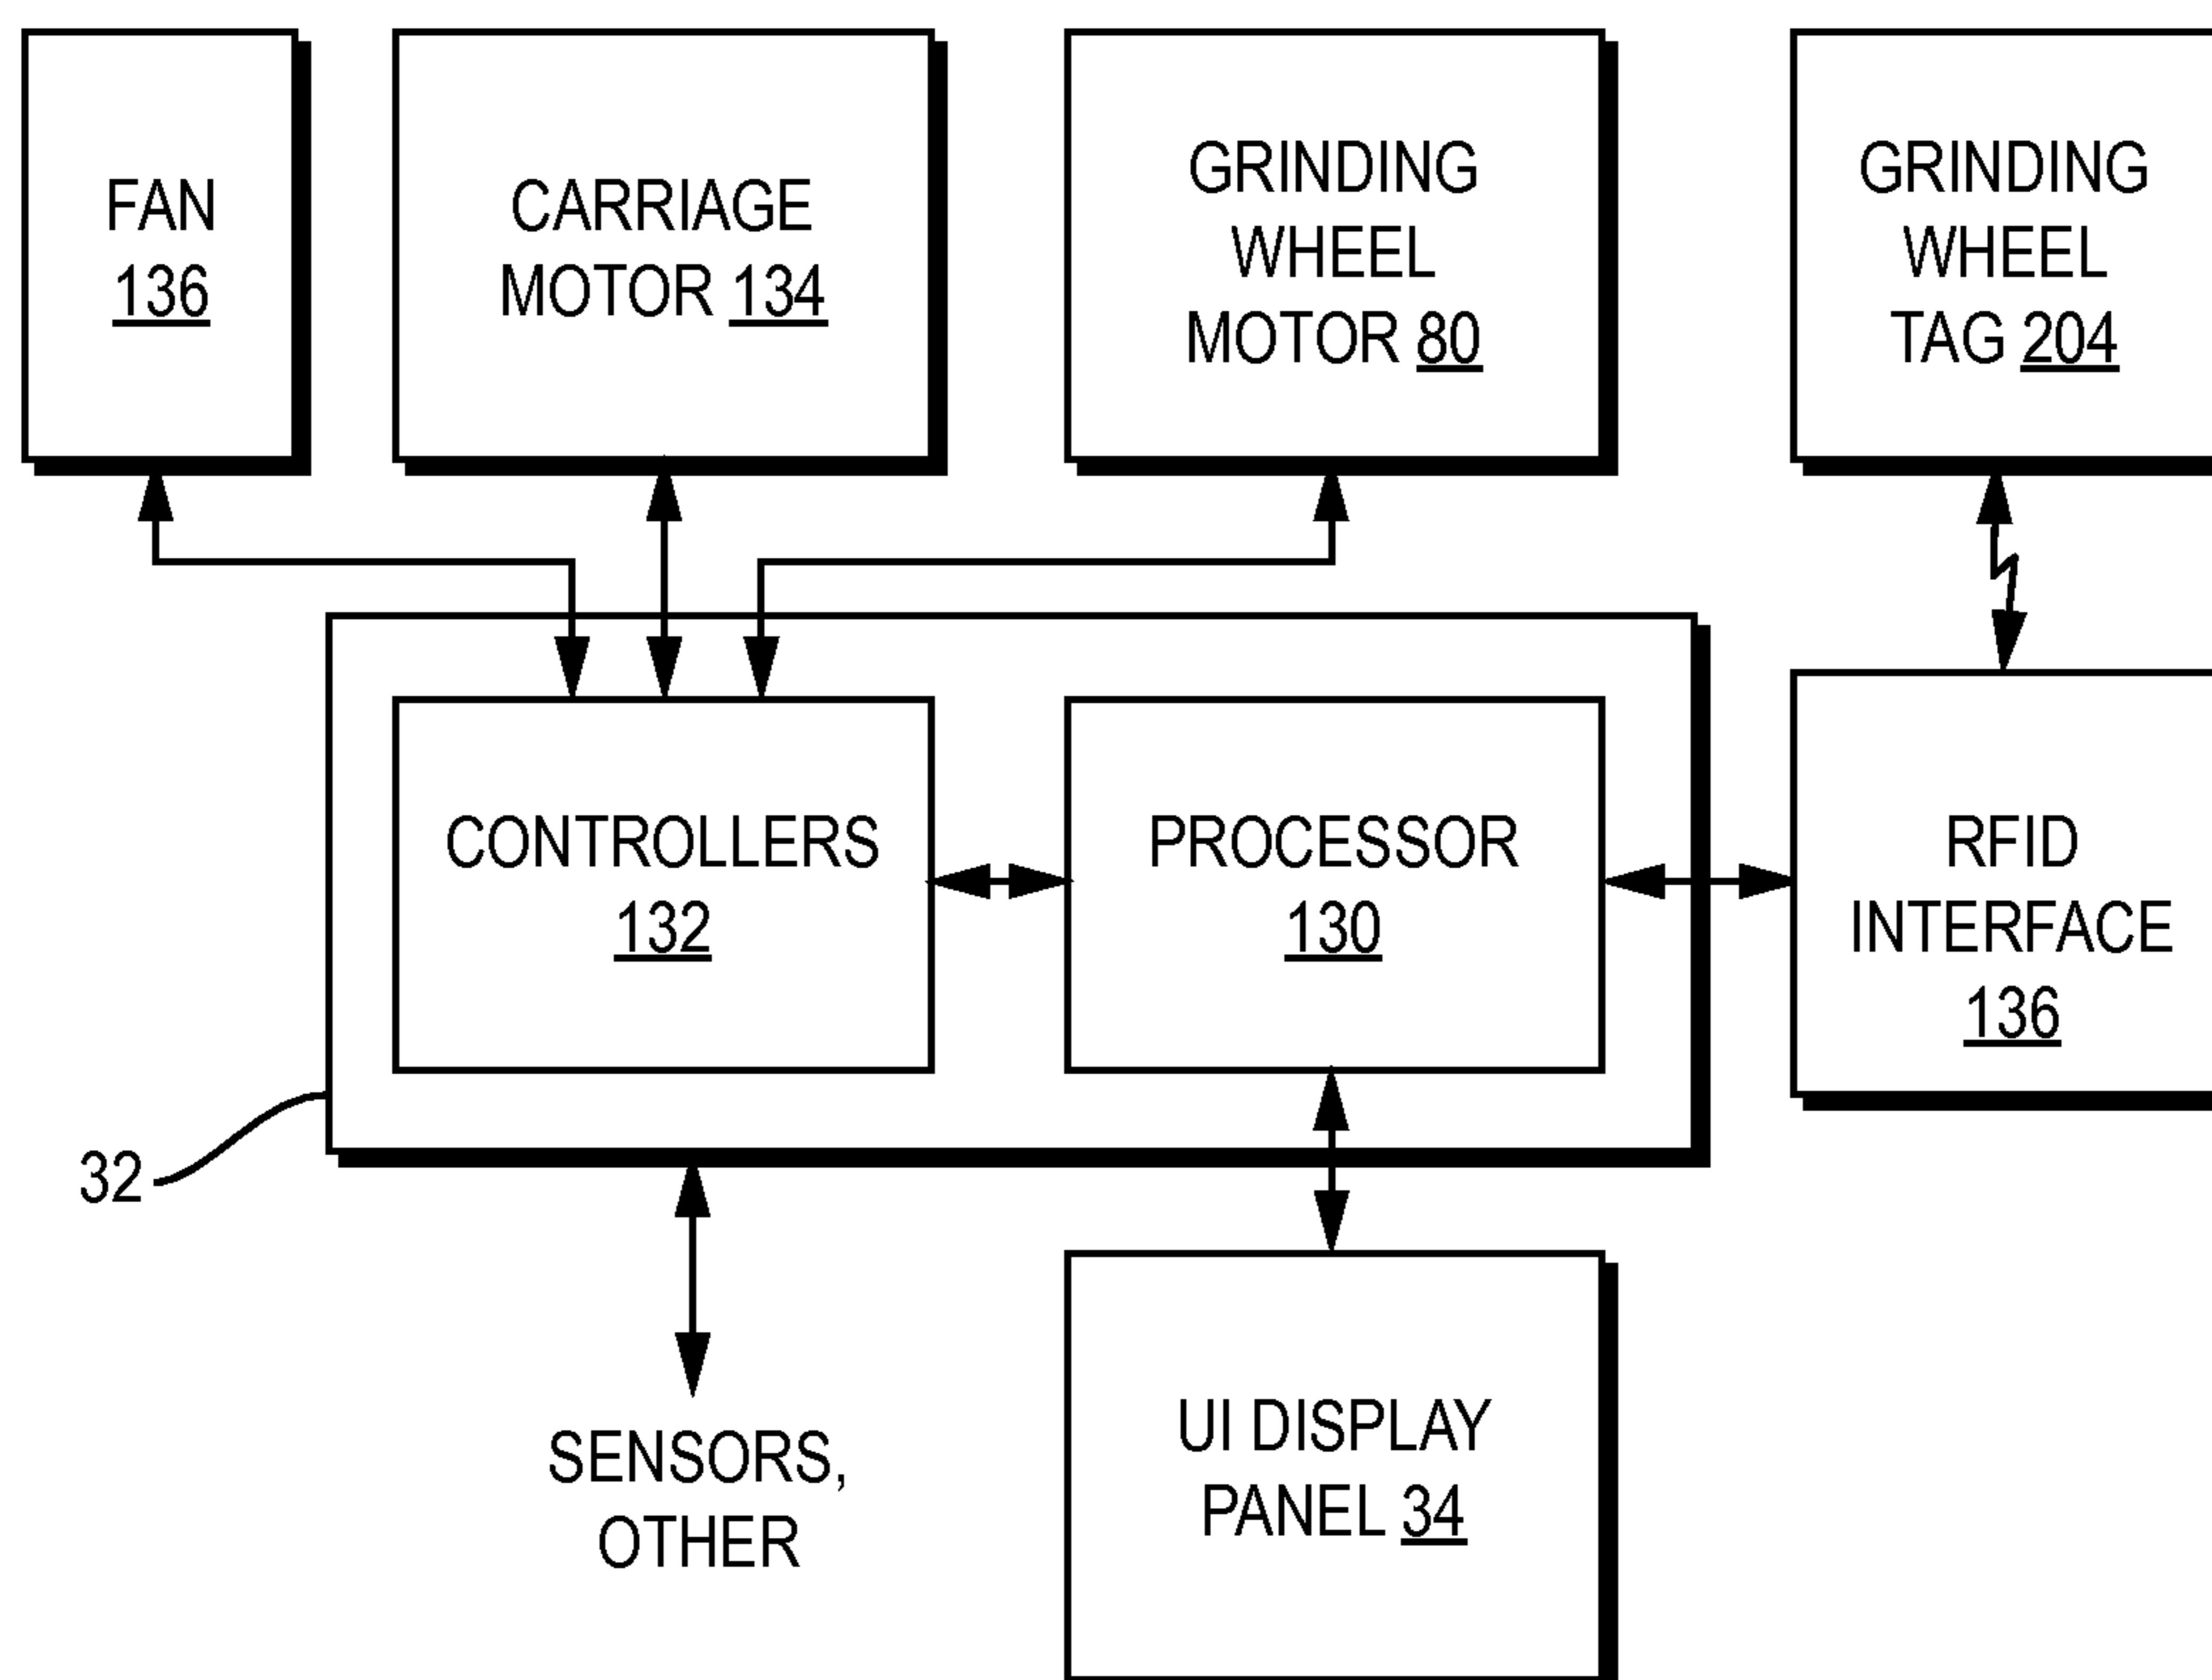 FAN
136
CARRIAGE
MOTOR 134
GRINDING
WHEEL
MOTOR 80
GRINDING
WHEEL
TAG 204
CONTROLLERS
132
PROCESSOR
130
RFID
INTERFACE
136
32
SENSORS,
OTHER
UI DISPLAY
PANEL 34